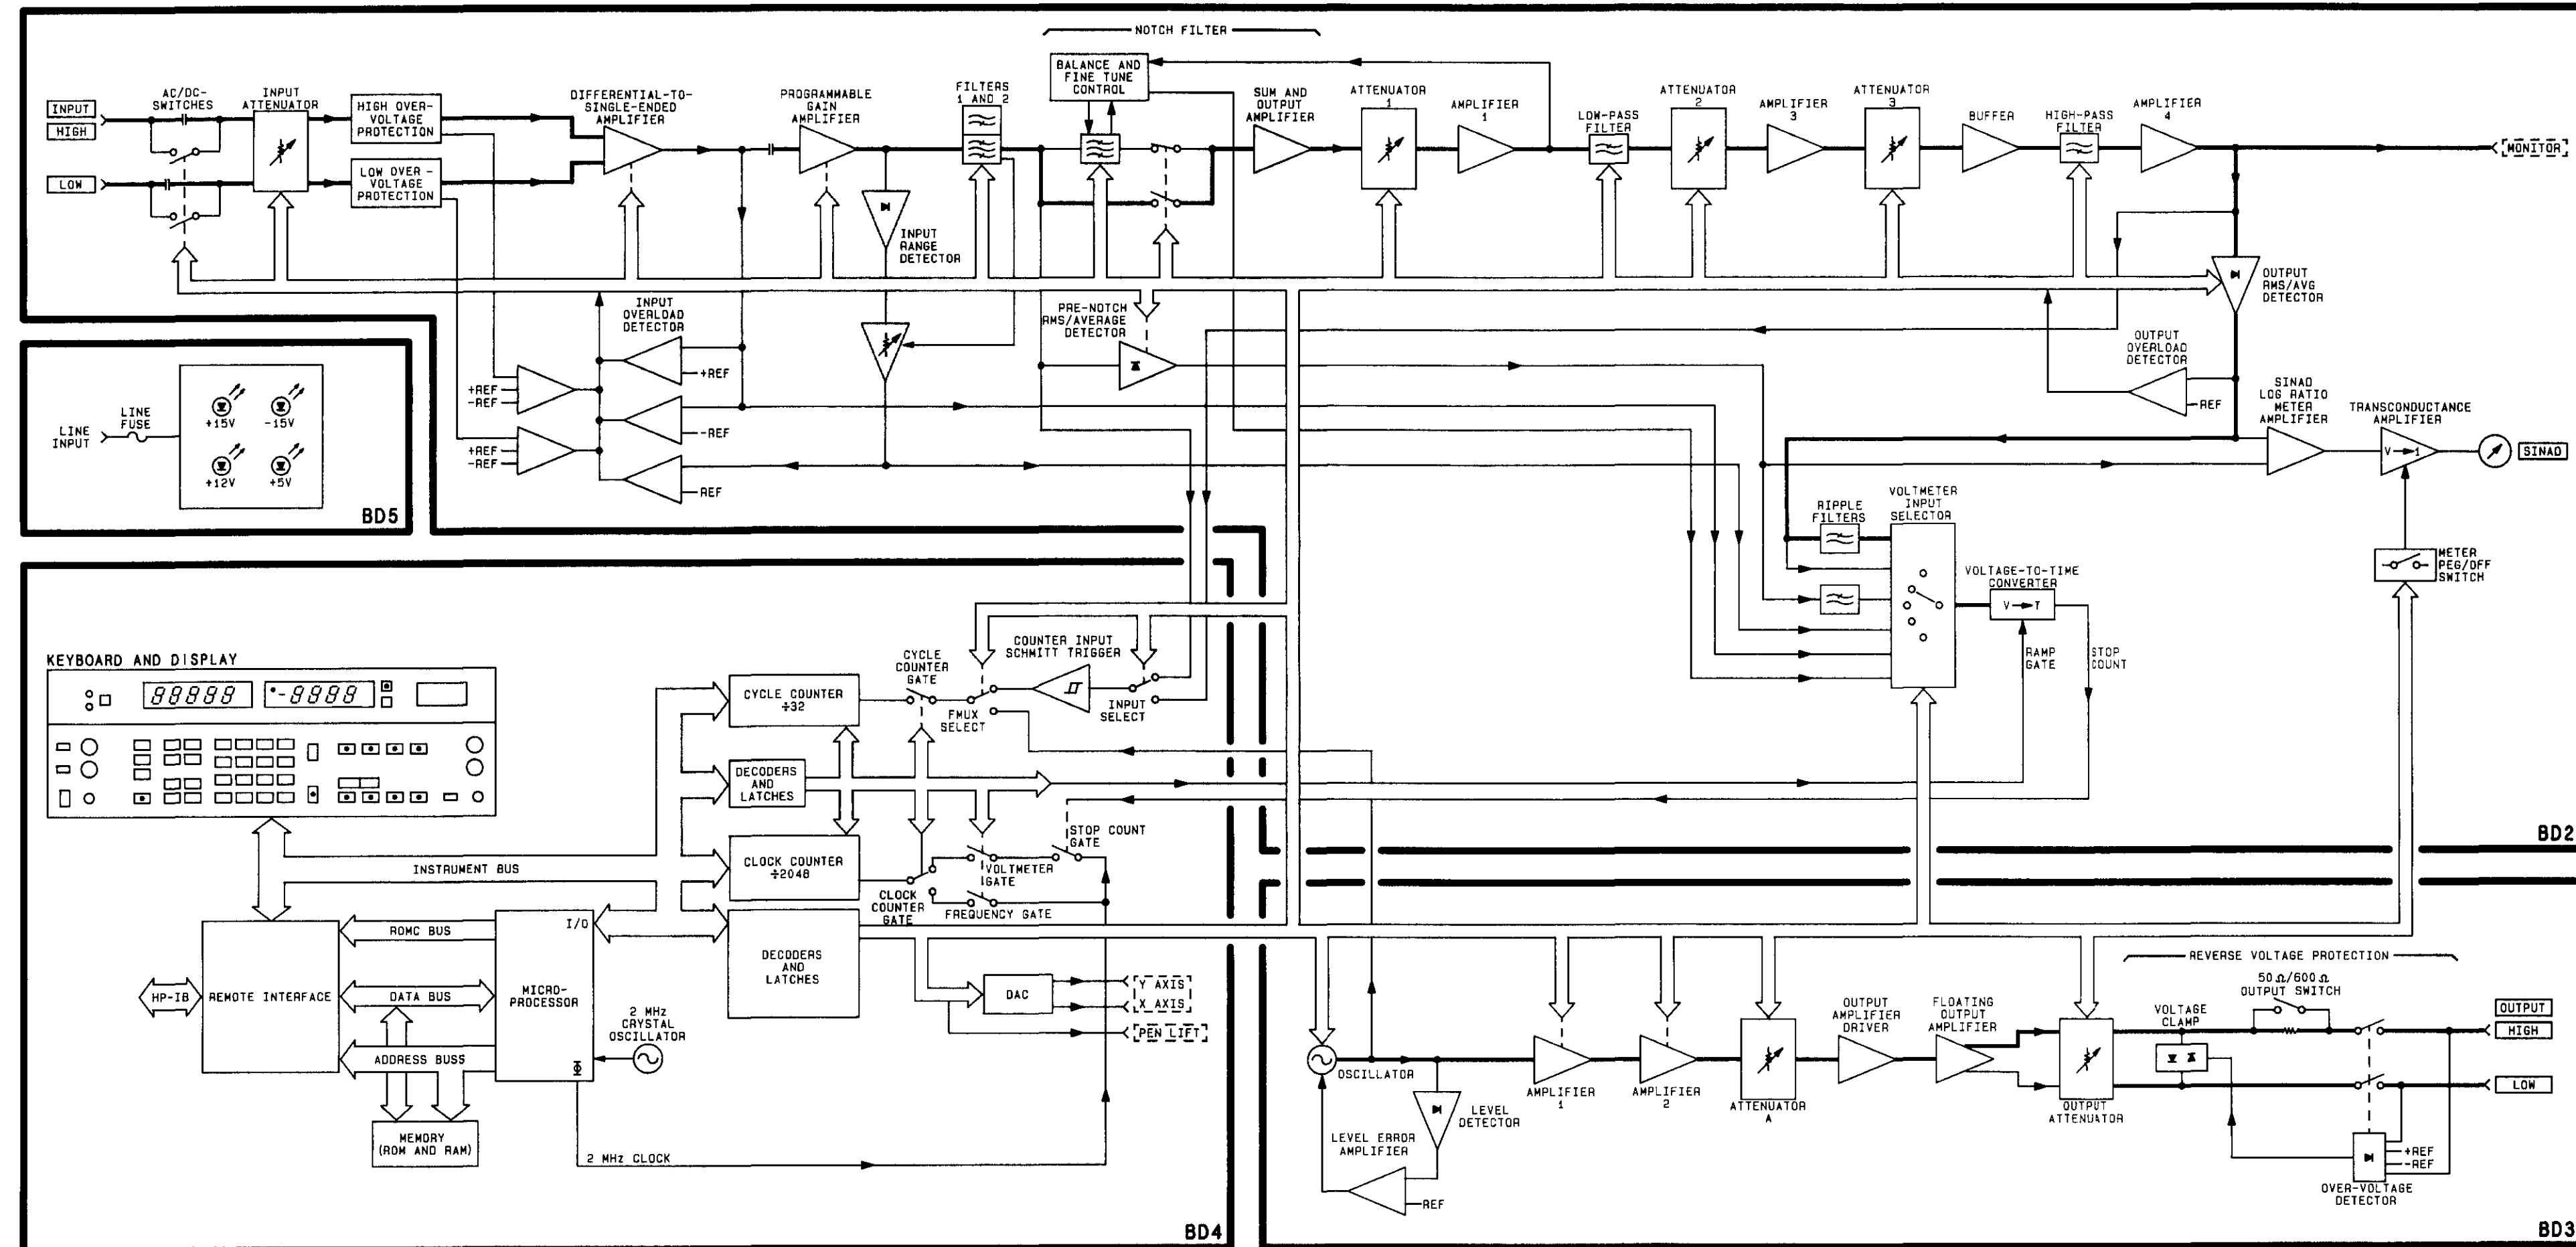 NOTCH FILTER
INPUT
HIGH
LOW
AC/DC-
SWITCHES
INPUT
ATTENUATOR
HIGH OVER-
VOLTAGE
PROTECTION
LOW OVER-
VOLTAGE
PROTECTION
DIFFERENTIAL-TO-
SINGLE-ENDED
AMPLIFIER
PROGRAMMABLE
GAIN
AMPLIFIER
FILTERS
1 AND 2
BALANCE AND
FINE TUNE
CONTROL
SUM AND
OUTPUT
AMPLIFIER
ATTENUATOR
1
AMPLIFIER
1
LOW-PASS
FILTER
ATTENUATOR
2
AMPLIFIER
3
ATTENUATOR
3
BUFFER
HIGH-PASS
FILTER
AMPLIFIER
4
MONITOR
INPUT
RANGE
DETECTOR
INPUT
OVERLOAD
DETECTOR
+REF
-REF
+REF
-REF
+REF
-REF
REF
PRE-NOTCH
RMS/AVERAGE
DETECTOR
OUTPUT
RMS/AVG
DETECTOR
OUTPUT
OVERLOAD
DETECTOR
REF
SINAD
LOG RATIO
METER
AMPLIFIER
TRANSCONDUCTANCE
AMPLIFIER
V→1
SINAD
METER
PEG/OFF
SWITCH
RIPPLE
FILTERS
VOLTMETER
INPUT
SELECTOR
VOLTAGE-TO-TIME
CONVERTER
V→T
RAMP
GATE
STOP
COUNT
BD2
LINE
INPUT
LINE
FUSE
+15V
-15V
+12V
+5V
BD5
KEYBOARD AND DISPLAY
88888
-8888
CYCLE COUNTER
÷32
CYCLE
COUNTER
GATE
FMUX
SELECT
COUNTER INPUT
SCHMITT TRIGGER
INPUT
SELECT
DECODERS
AND
LATCHES
CLOCK COUNTER
÷2048
CLOCK
COUNTER
GATE
VOLTMETER
GATE
FREQUENCY GATE
STOP COUNT
GATE
INSTRUMENT BUS
HP-IB
REMOTE INTERFACE
ROMC BUS
DATA BUS
ADDRESS BUSS
I/O
MICRO-
PROCESSOR
Φ
2 MHz
CRYSTAL
OSCILLATOR
MEMORY
(ROM AND RAM)
2 MHz CLOCK
DECODERS
AND
LATCHES
DAC
Y AXIS
X AXIS
PEN LIFT
BD4
OSCILLATOR
LEVEL
DETECTOR
LEVEL ERROR
AMPLIFIER
REF
AMPLIFIER
1
AMPLIFIER
2
ATTENUATOR
A
OUTPUT
AMPLIFIER
DRIVER
FLOATING
OUTPUT
AMPLIFIER
OUTPUT
ATTENUATOR
REVERSE VOLTAGE PROTECTION
VOLTAGE
CLAMP
50Ω/600Ω
OUTPUT SWITCH
OUTPUT
HIGH
LOW
+REF
-REF
OVER-VOLTAGE
DETECTOR
BD3